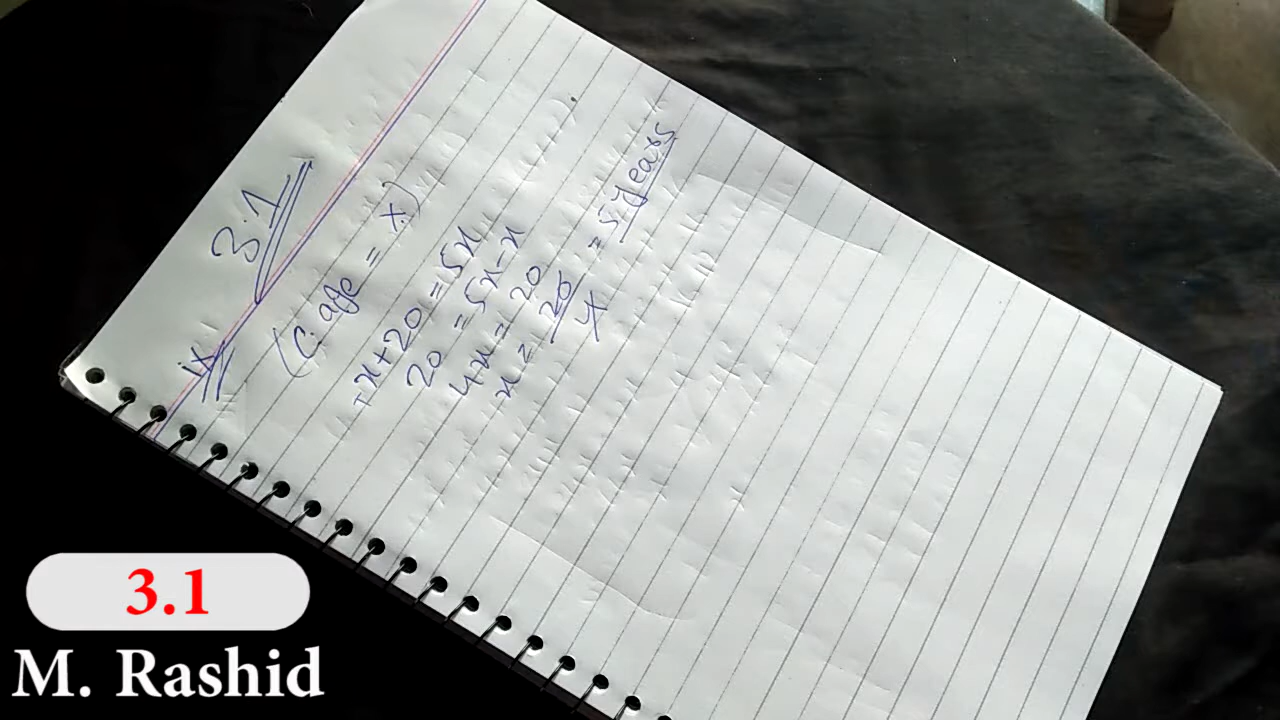 3.1
ix
(C. age = x)
x+20 = 5x
20 = 5x-x
4x = 20
x = 20/4 = 5 years
3.1
M. Rashid